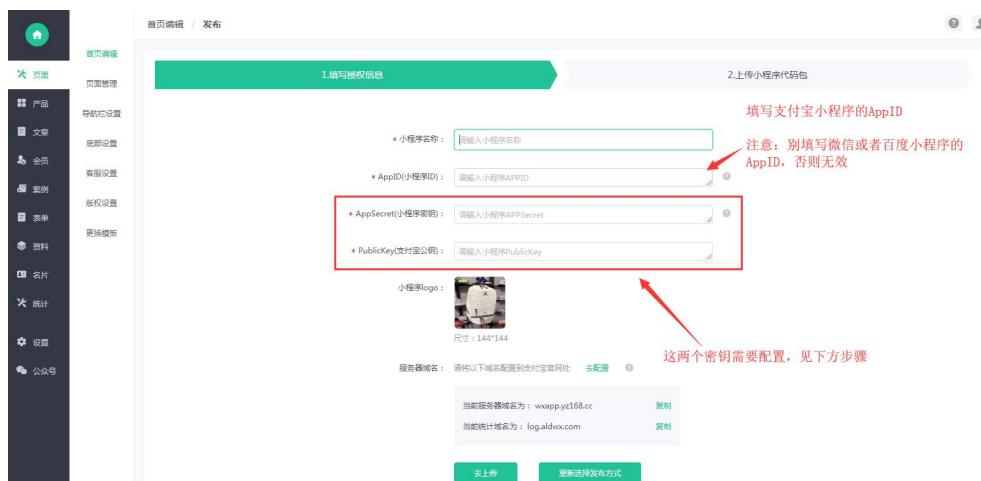 首页编辑 / 发布
首页编辑
页面
页面管理
产品
导航栏设置
文章
底部设置
会员
客服设置
案例
版权设置
表单
更换模板
资料
名片
统计
设置
公众号
1.填写授权信息
2.上传小程序代码包
填写支付宝小程序的AppID
* 小程序名称：
请输入小程序名称
注意：别填写微信或者百度小程序的
AppID，否则无效
* AppID(小程序ID)：
请输入小程序APPID
* AppSecret(小程序密钥)：
请输入小程序APPSecret
* PublicKey(支付宝公钥)：
请输入小程序PublicKey
小程序logo：
尺寸：144*144
这两个密钥需要配置，见下方步骤
服务器域名：
请将以下域名配置到支付宝官网处 去配置
当前服务器域名为： wxapp.yz168.cc 复制
当前统计域名为： log.aldwx.com 复制
去上传
重新选择发布方式